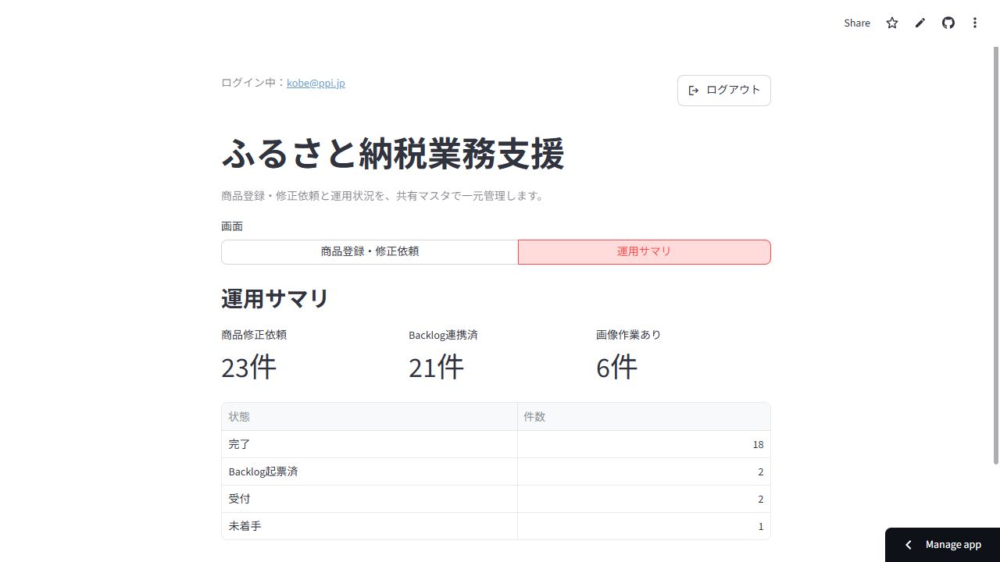 Share
ログイン中：kobe@ppi.jp
ログアウト
ふるさと納税業務支援
商品登録・修正依頼と運用状況を、共有マスタで一元管理します。
画面
商品登録・修正依頼 運用サマリ
運用サマリ
商品修正依頼 Backlog連携済 画像作業あり
23件 21件 6件
状態 件数
完了 18
Backlog起票済 2
受付 2
未着手 1
Manage app